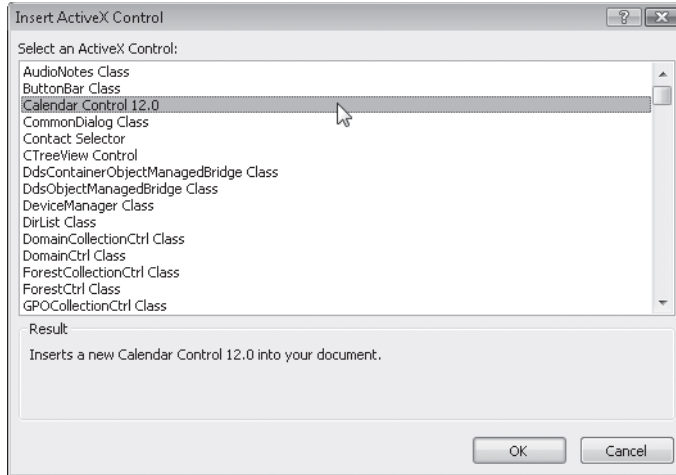 Insert ActiveX Control
Select an ActiveX Control:
AudioNotes Class
ButtonBar Class
Calendar Control 12.0
CommonDialog Class
Contact Selector
CTreeView Control
DdsContainerObjectManagedBridge Class
DdsObjectManagedBridge Class
DeviceManager Class
DirList Class
DomainCollectionCtrl Class
DomainCtrl Class
ForestCollectionCtrl Class
ForestCtrl Class
GPOCollectionCtrl Class
Result
Inserts a new Calendar Control 12.0 into your document.
OK Cancel